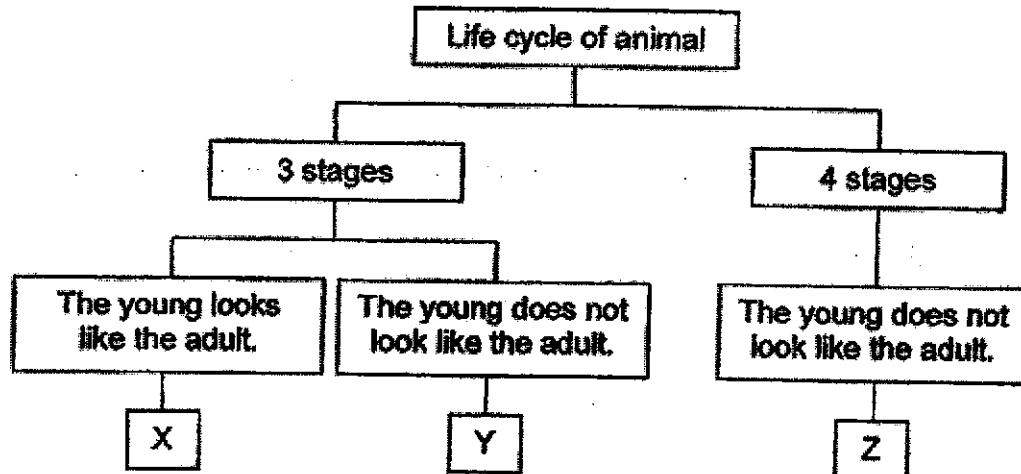 Life cycle of animal
3 stages
4 stages
The young looks
like the adult.
The young does not
look like the adult.
The young does not
look like the adult.
X
Y
Z